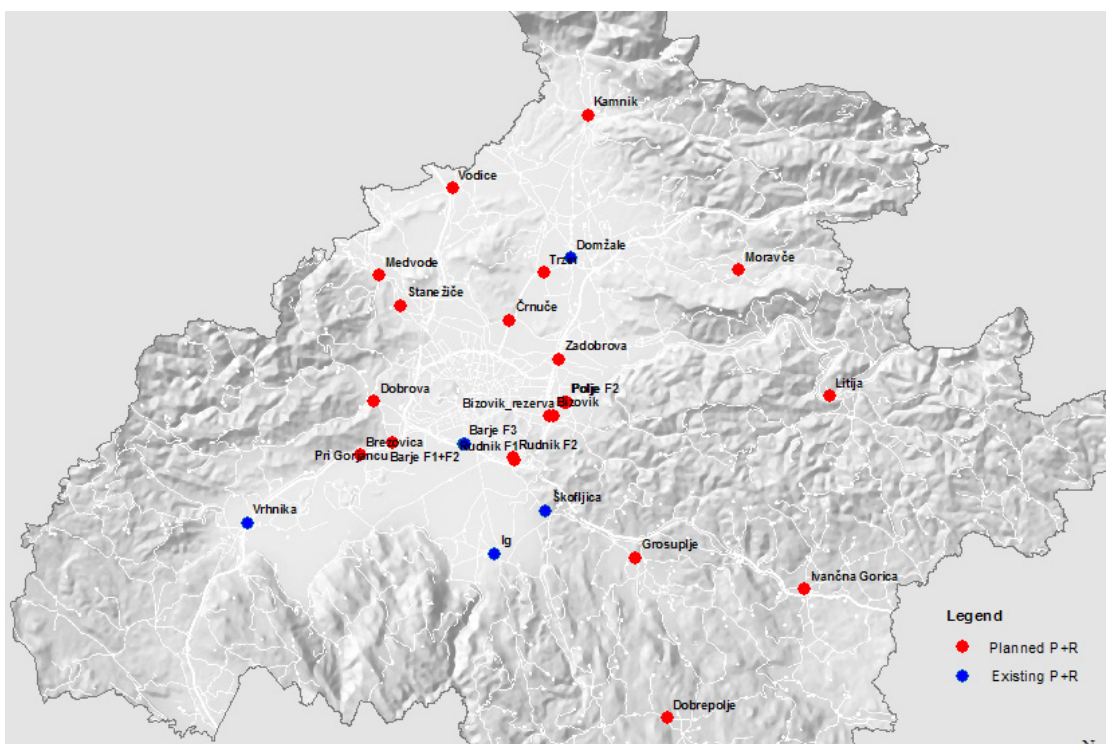 Kamnik
Vodice
Domžale
Trzin
Medvode
Moravče
Stanežiče
Črnuče
Zadobrova
Litija
Dobrova
Polje F2
Bizovik_rezerva
Bizovik
Barje F3
Brezovica
Rudnik F1
Rudnik F2
Pri Gorjancu
Barje F1+F2
Vrhnika
Škofljica
Ig
Grosuplje
Ivančna Gorica
Legend
Planned P+R
Existing P+R
Dobrepolje